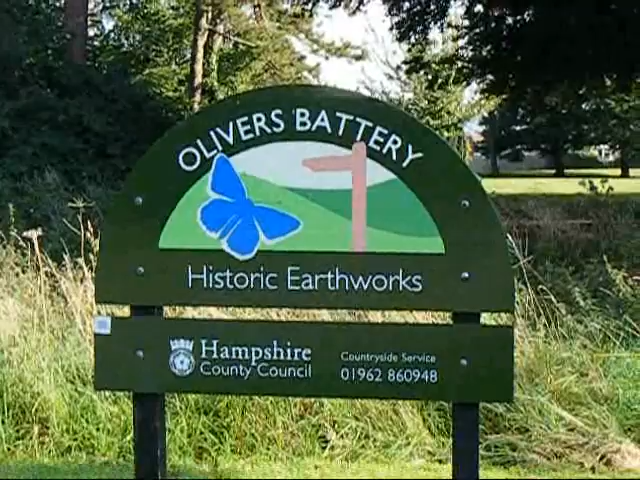 OLIVERS BATTERY
Historic Earthworks
Hampshire
County Council
Countryside Service
01962 860948